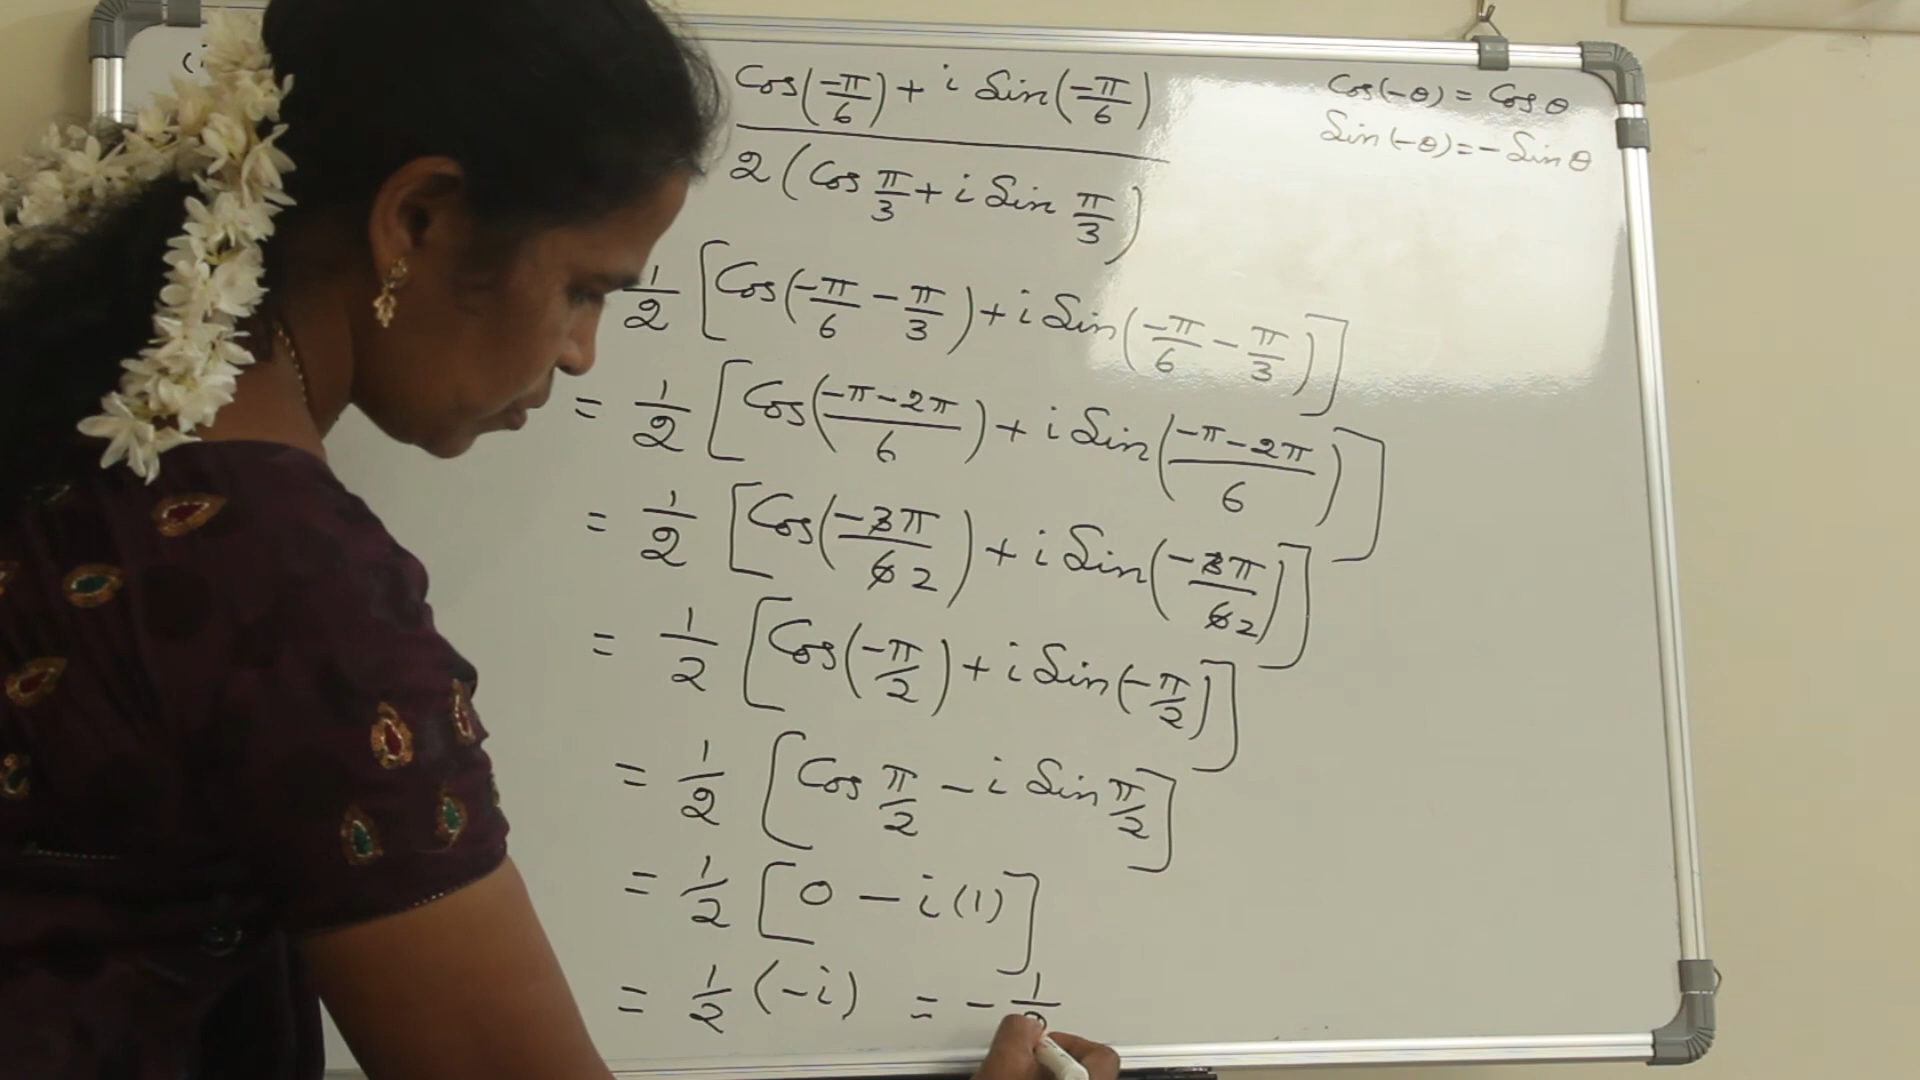 (i
cos(-π/6) + i sin(-π/6)
2(cos π/3 + i sin π/3)
cos(-θ) = cos θ
sin(-θ) = - sin θ
1/2 [cos(-π/6 - π/3) + i sin(-π/6 - π/3)]
= 1/2 [cos((-π-2π)/6) + i sin((-π-2π)/6)]
= 1/2 [cos(-3π/6 2) + i sin(-3π/6 2)]
= 1/2 [cos(-π/2) + i sin(-π/2)]
= 1/2 [cos π/2 - i sin π/2]
= 1/2 [0 - i(1)]
= 1/2 (-i) = - 1/2